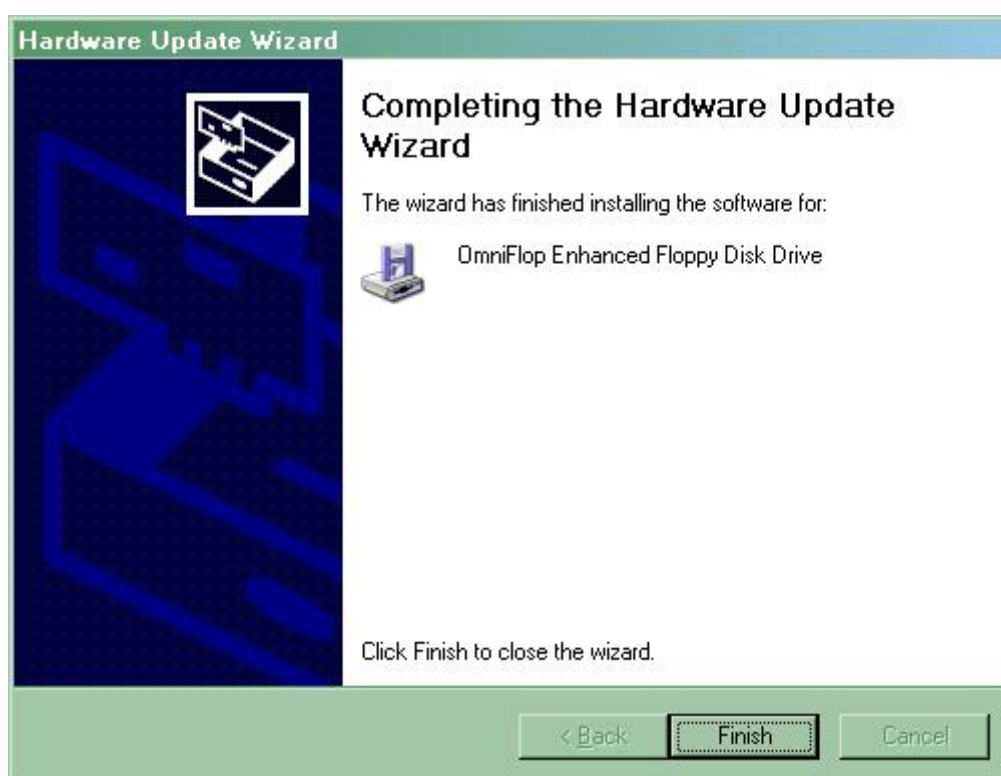 Hardware Update Wizard
Completing the Hardware Update
Wizard
The wizard has finished installing the software for:
OmniFlop Enhanced Floppy Disk Drive
Click Finish to close the wizard.
< Back
Finish
Cancel